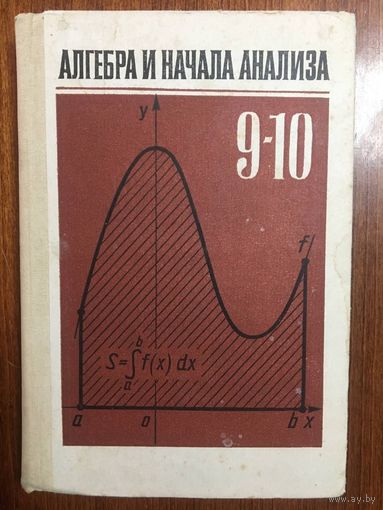 АЛГЕБРА И НАЧАЛА АНАЛИЗА
y
9-10
f
S=∫f(x)dx
b
a
a
o
b
x
www.ay.by